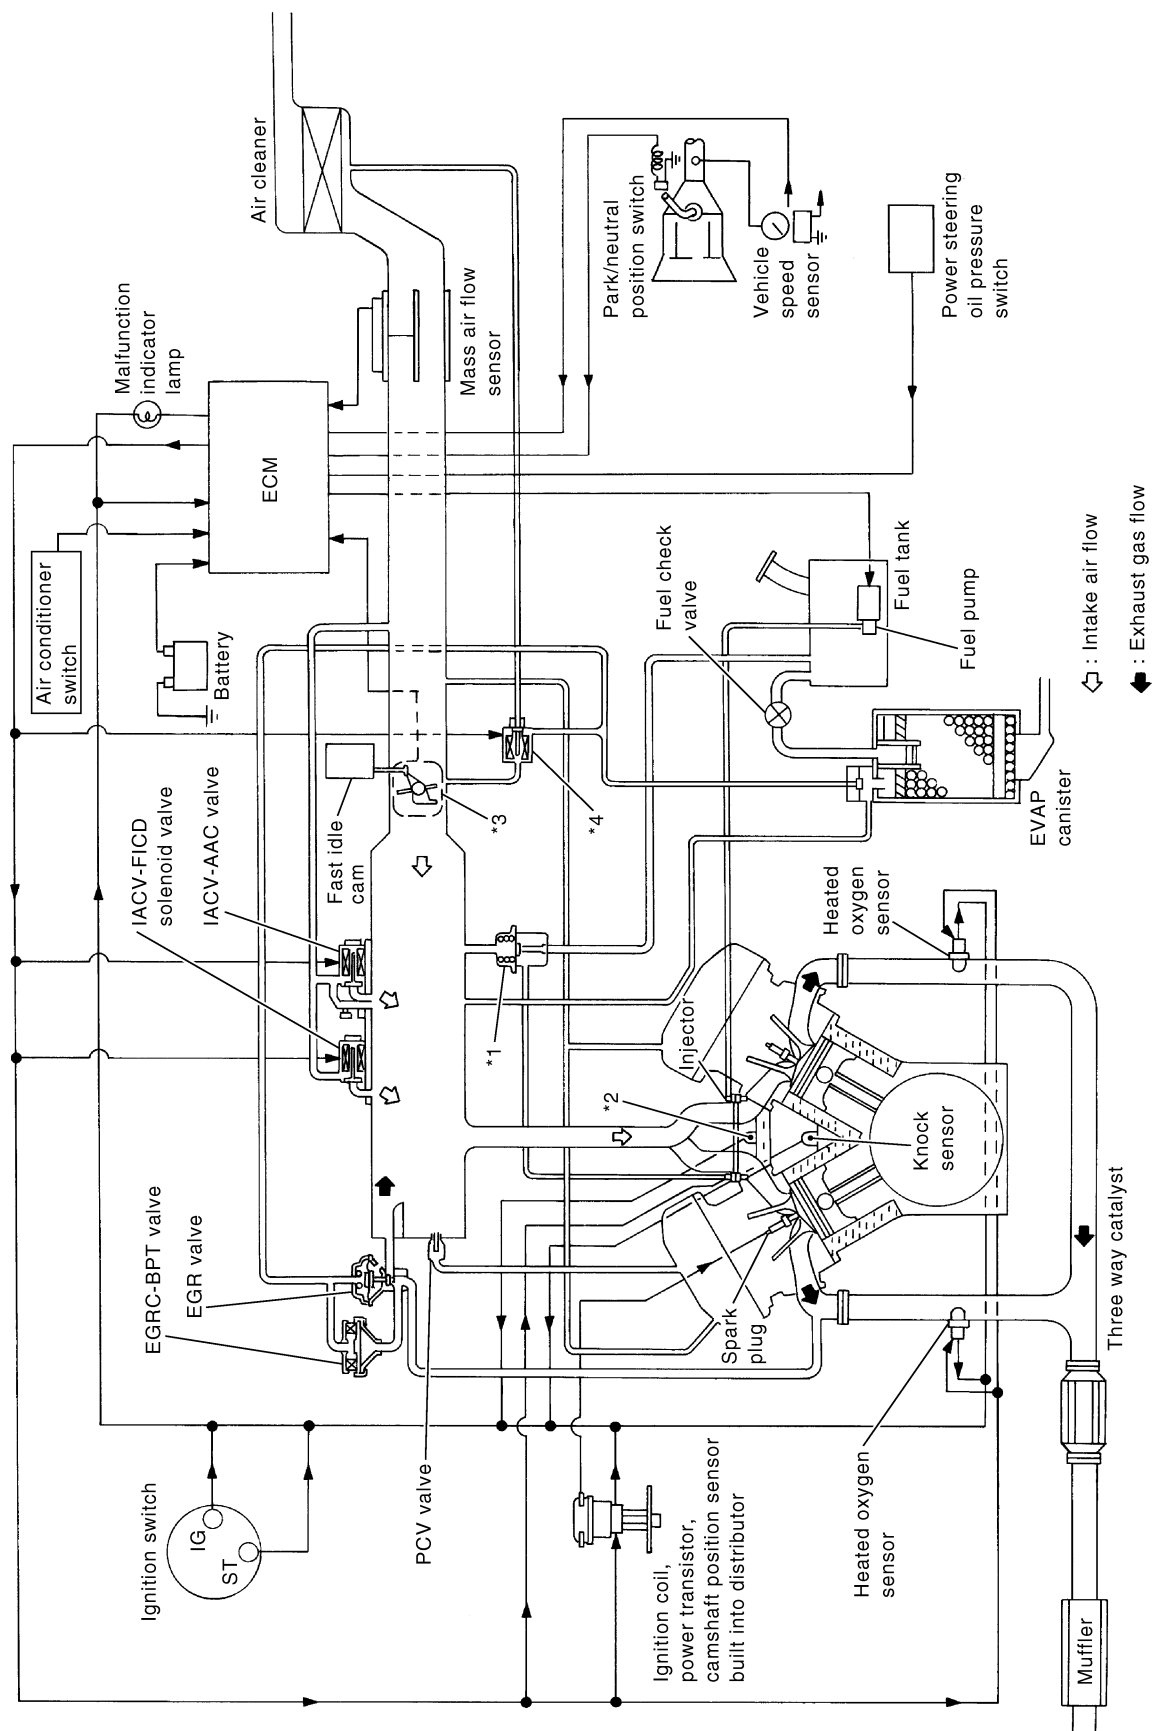 Ignition switch
IG
ST
EGRC-BPT valve
EGR valve
PCV valve
Ignition coil,
power transistor,
camshaft position sensor
built into distributor
IACV-FICD
solenoid valve
IACV-AAC valve
Air conditioner
switch
Battery
Malfunction
indicator
lamp
Air cleaner
ECM
Fast idle
cam
Mass air flow
sensor
*1
*2
*3
*4
Park/neutral
position switch
Vehicle
speed
sensor
Power steering
oil pressure
switch
Fuel check
valve
Fuel tank
Fuel pump
EVAP
canister
Injector
Spark
plug
Knock
sensor
Heated
oxygen
sensor
Heated oxygen
sensor
Three way catalyst
Muffler
: Intake air flow
: Exhaust gas flow